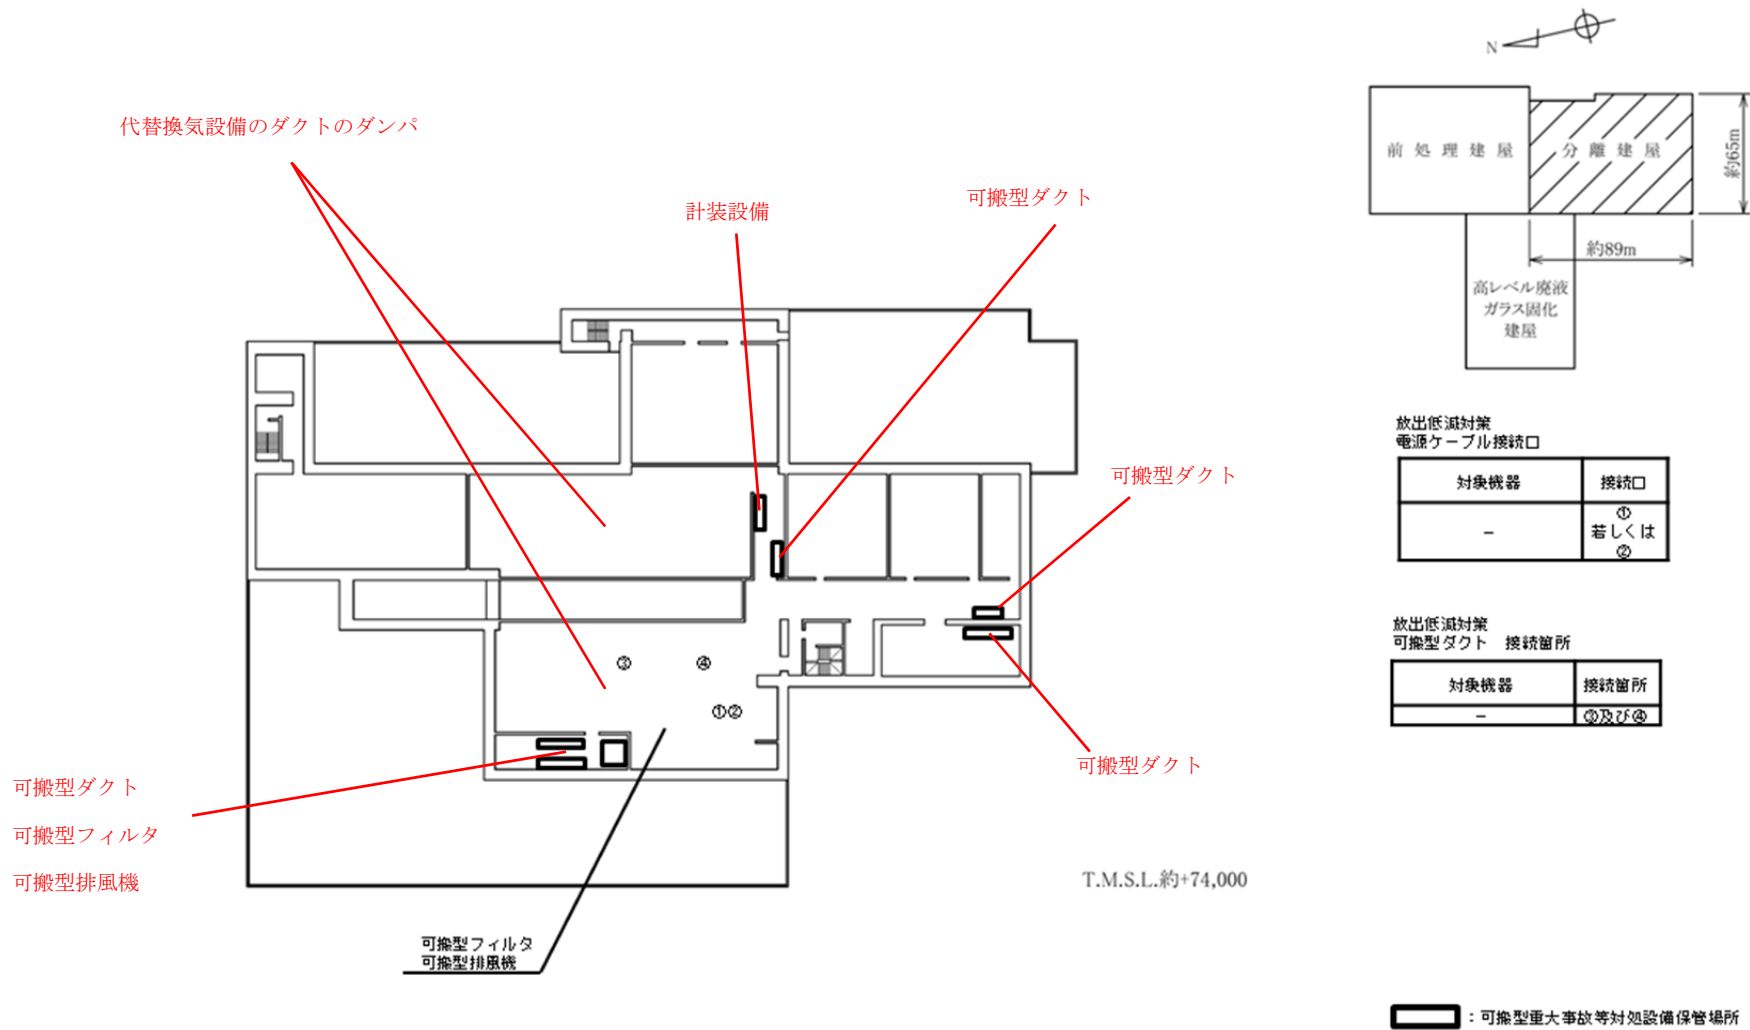 N
代替換気設備のダクトのダンパ
前処理建屋
分離建屋
約65m
可搬型ダクト
計装設備
約89m
高レベル廃液
ガラス固化
建屋
放出低減対策
電源ケーブル接続口
対象機器 接続口
－ ①
若しくは
②
可搬型ダクト
放出低減対策
可搬型ダクト 接続箇所
対象機器 接続箇所
－ ③及び④
③ ④
①②
可搬型ダクト
可搬型ダクト
可搬型フィルタ
可搬型排風機
T.M.S.L.約+74,000
可搬型フィルタ
可搬型排風機
：可搬型重大事故等対処設備保管場所